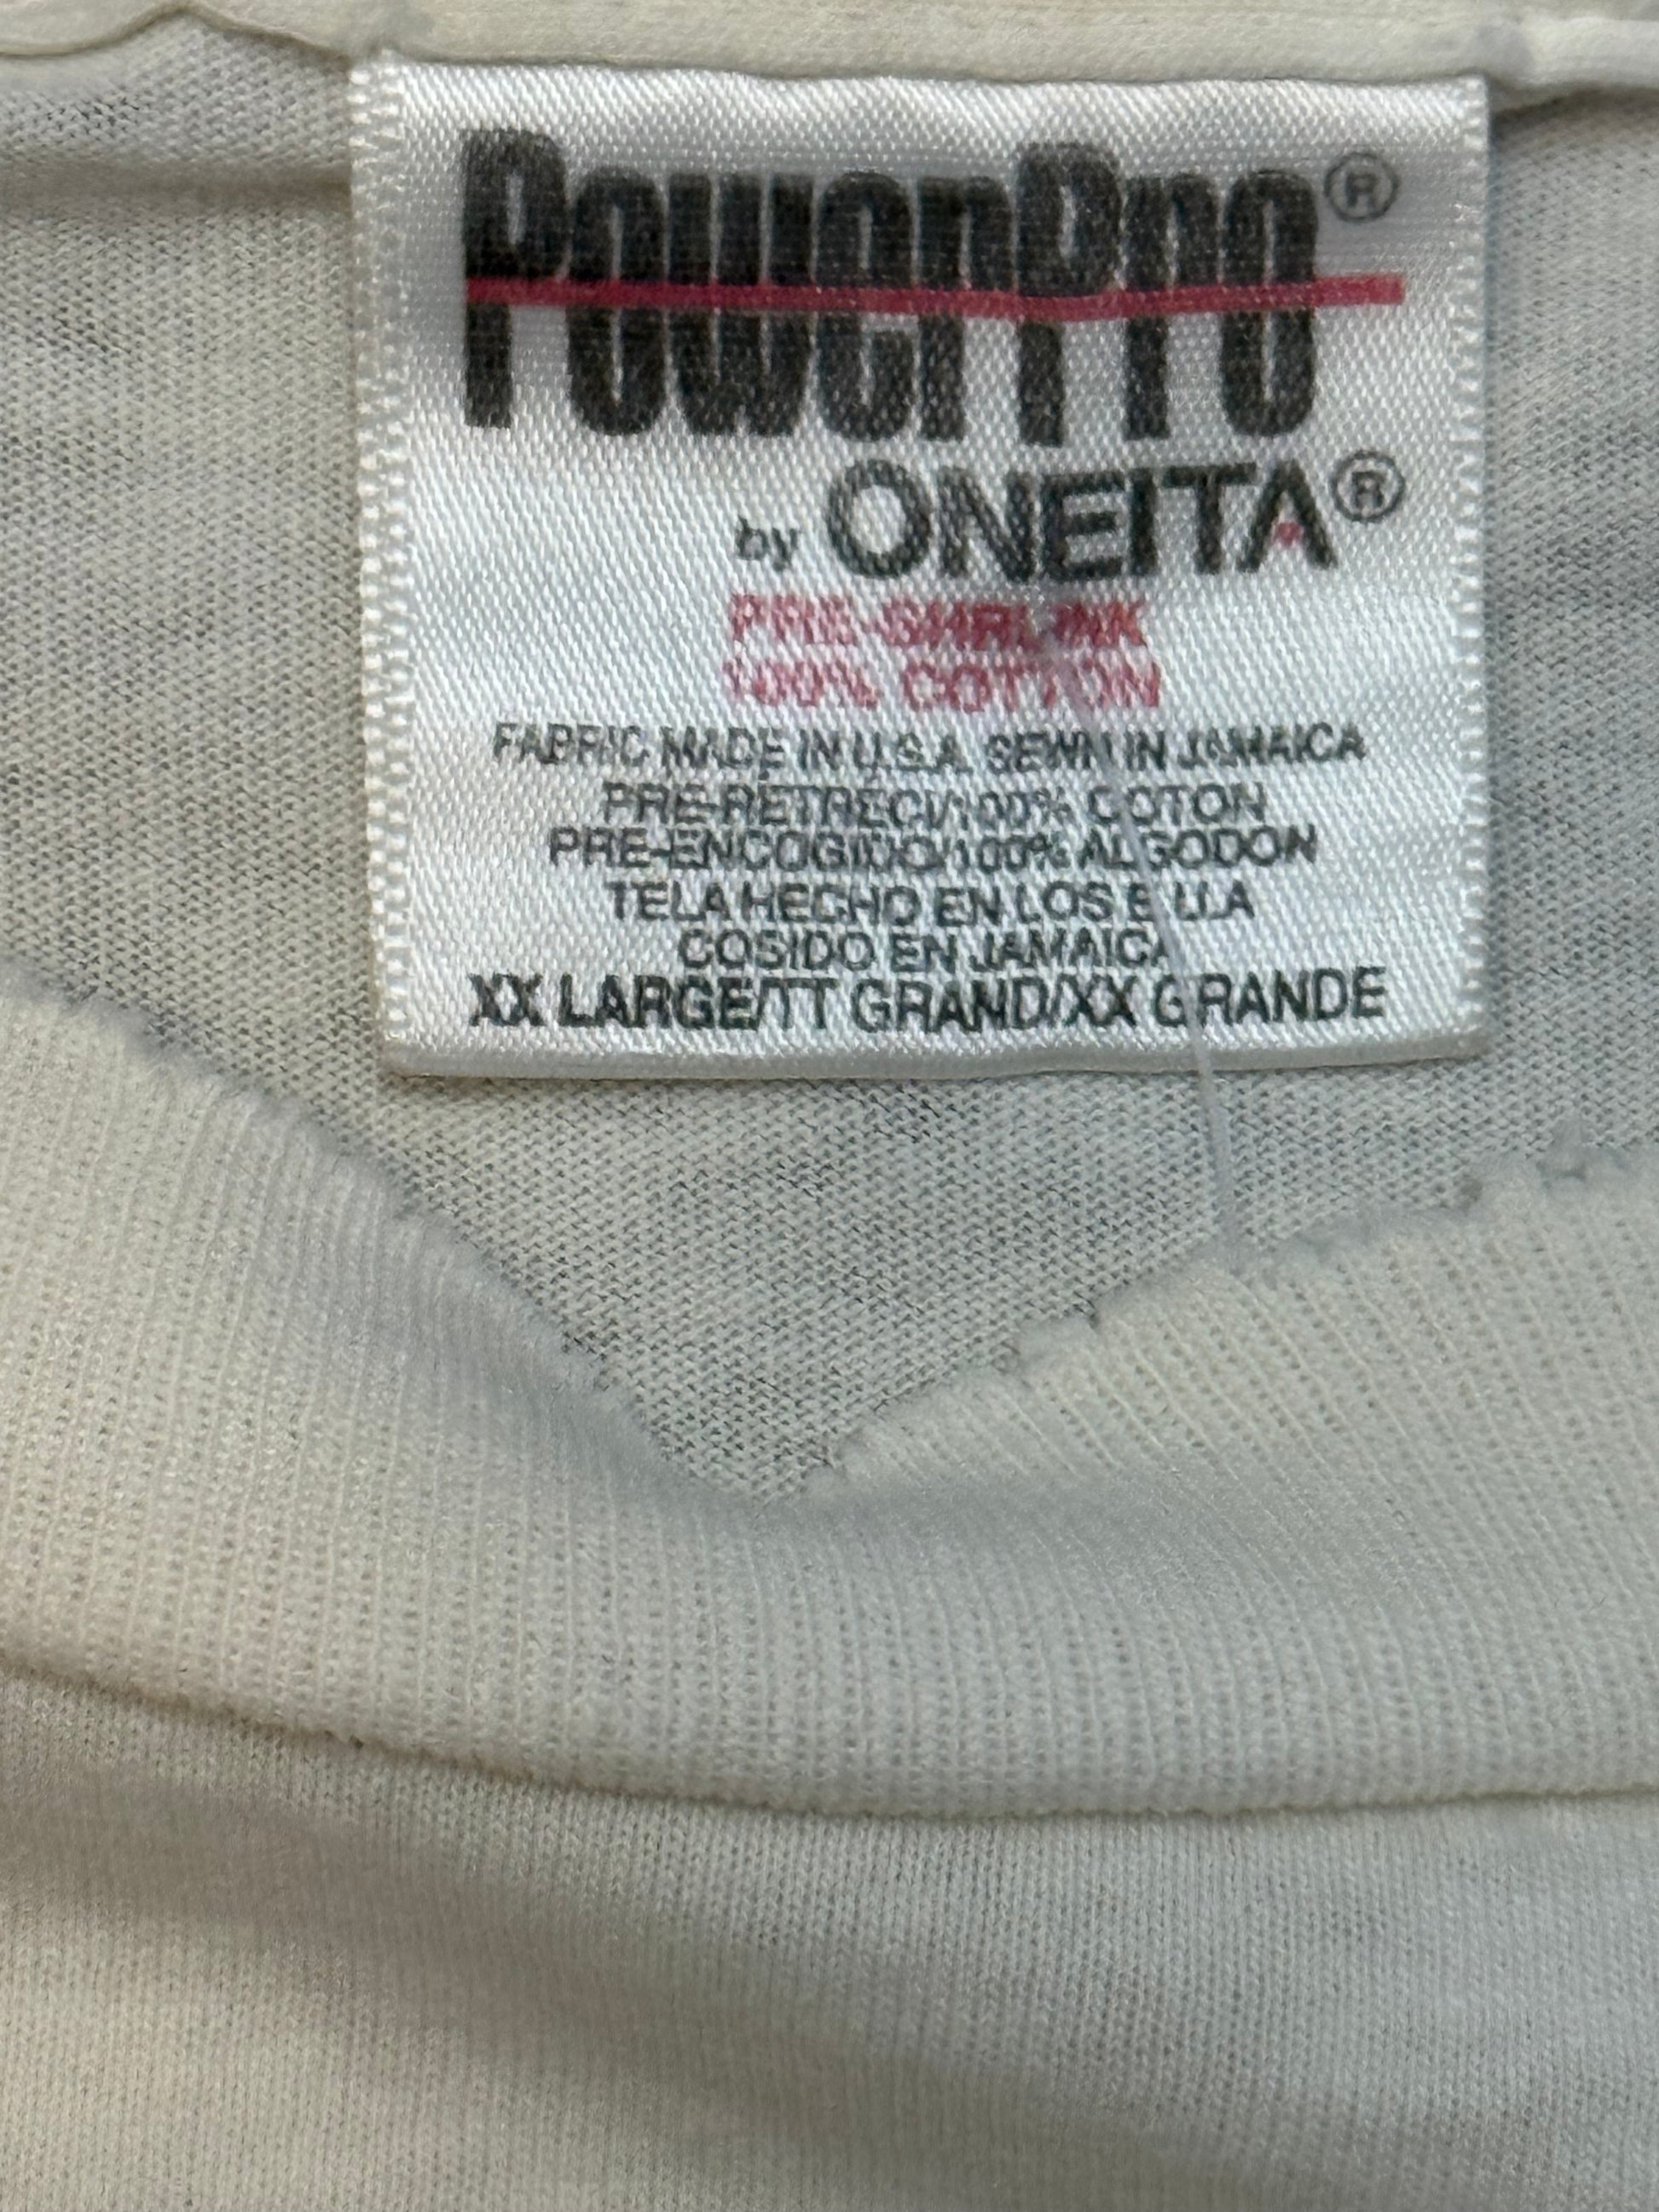 PowerPro®
by ONEITA®
PRE-SHRUNK
100% COTTON
FABRIC MADE IN U.S.A. SEWN IN JAMAICA
PRE-RETRECI/100% COTON
PRE-ENCOGIDO/100% ALGODON
TELA HECHO EN LOS E.U.A
COSIDO EN JAMAICA
XX LARGE/TT GRAND/XX GRANDE